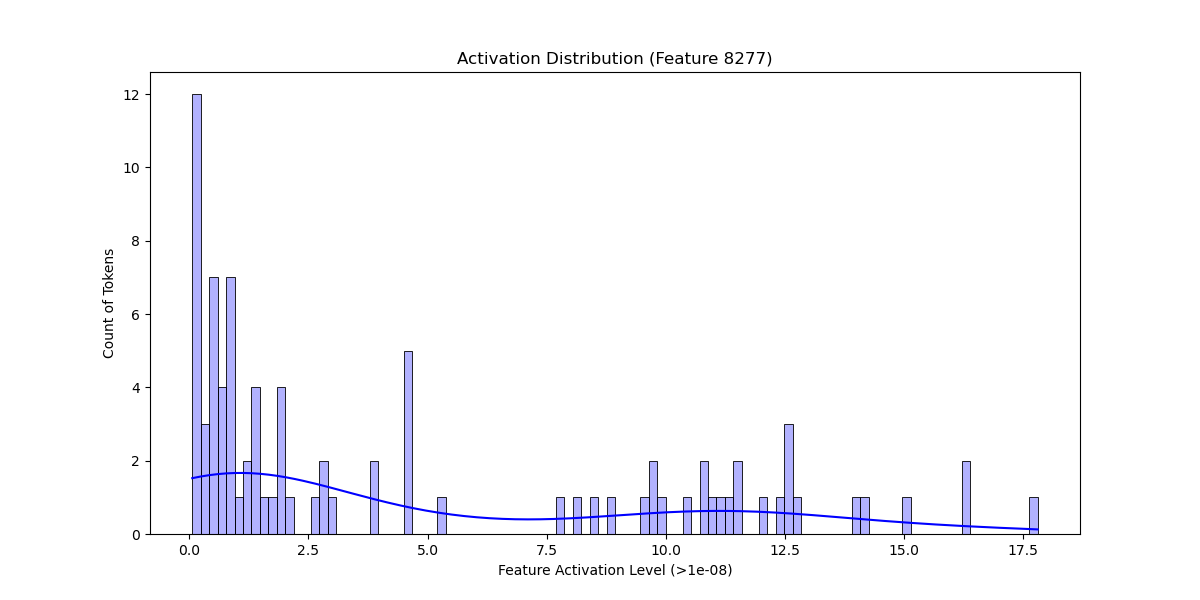 Activation Distribution (Feature 8277)
12
10
8
6
4
2
0
Count of Tokens
0.0 2.5 5.0 7.5 10.0 12.5 15.0 17.5
Feature Activation Level (>1e-08)